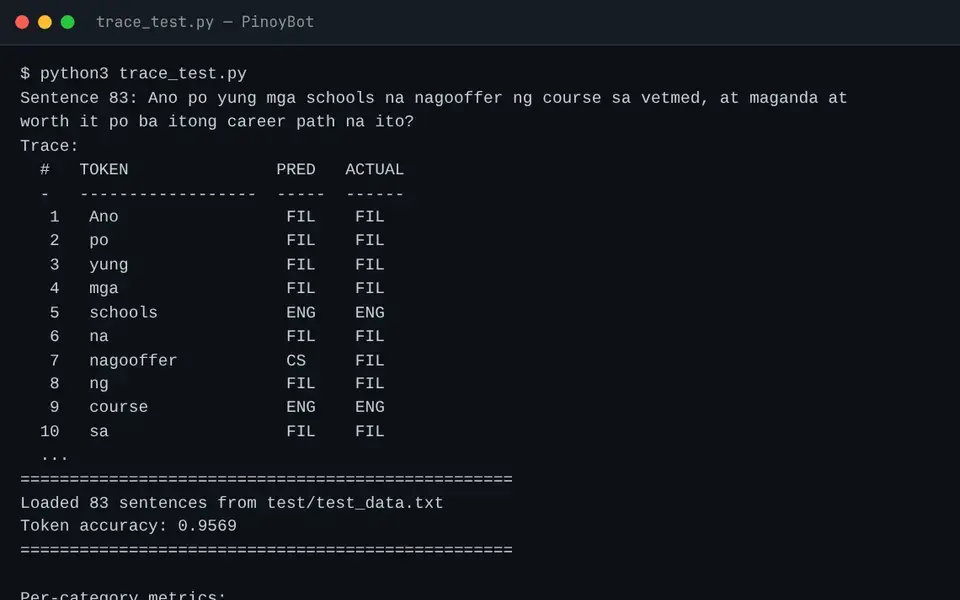 trace_test.py — PinoyBot
$ python3 trace_test.py
Sentence 83: Ano po yung mga schools na nagooffer ng course sa vetmed, at maganda at
worth it po ba itong career path na ito?
Trace:
# TOKEN PRED ACTUAL
- ------------------ ----- ------
1 Ano FIL FIL
2 po FIL FIL
3 yung FIL FIL
4 mga FIL FIL
5 schools ENG ENG
6 na FIL FIL
7 nagooffer CS FIL
8 ng FIL FIL
9 course ENG ENG
10 sa FIL FIL
...
==================================================
Loaded 83 sentences from test/test_data.txt
Token accuracy: 0.9569
==================================================
Per-category metrics: